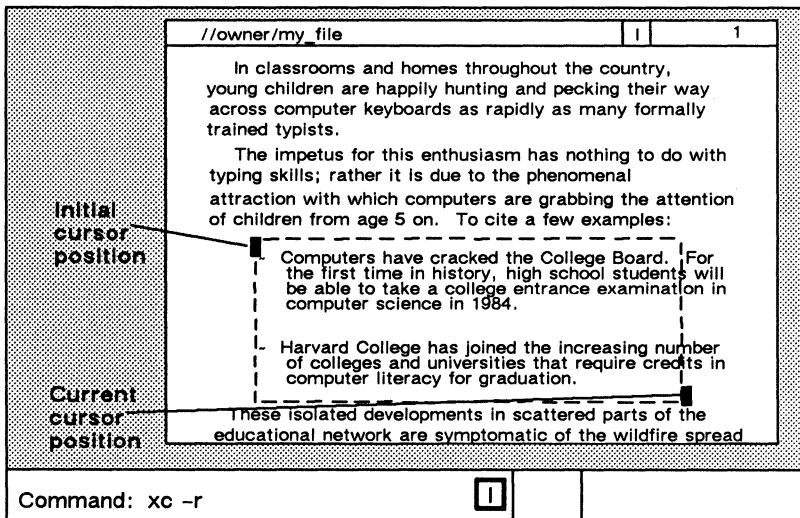 //owner/my_file I 1
In classrooms and homes throughout the country,
young children are happily hunting and pecking their way
across computer keyboards as rapidly as many formally
trained typists.
The impetus for this enthusiasm has nothing to do with
typing skills; rather it is due to the phenomenal
attraction with which computers are grabbing the attention
of children from age 5 on. To cite a few examples:
Initial
cursor
position
- Computers have cracked the College Board. For
the first time in history, high school students will
be able to take a college entrance examination in
computer science in 1984.
- Harvard College has joined the increasing number
of colleges and universities that require credits in
computer literacy for graduation.
Current
cursor
position
These isolated developments in scattered parts of the
educational network are symptomatic of the wildfire spread
Command: xc -r I